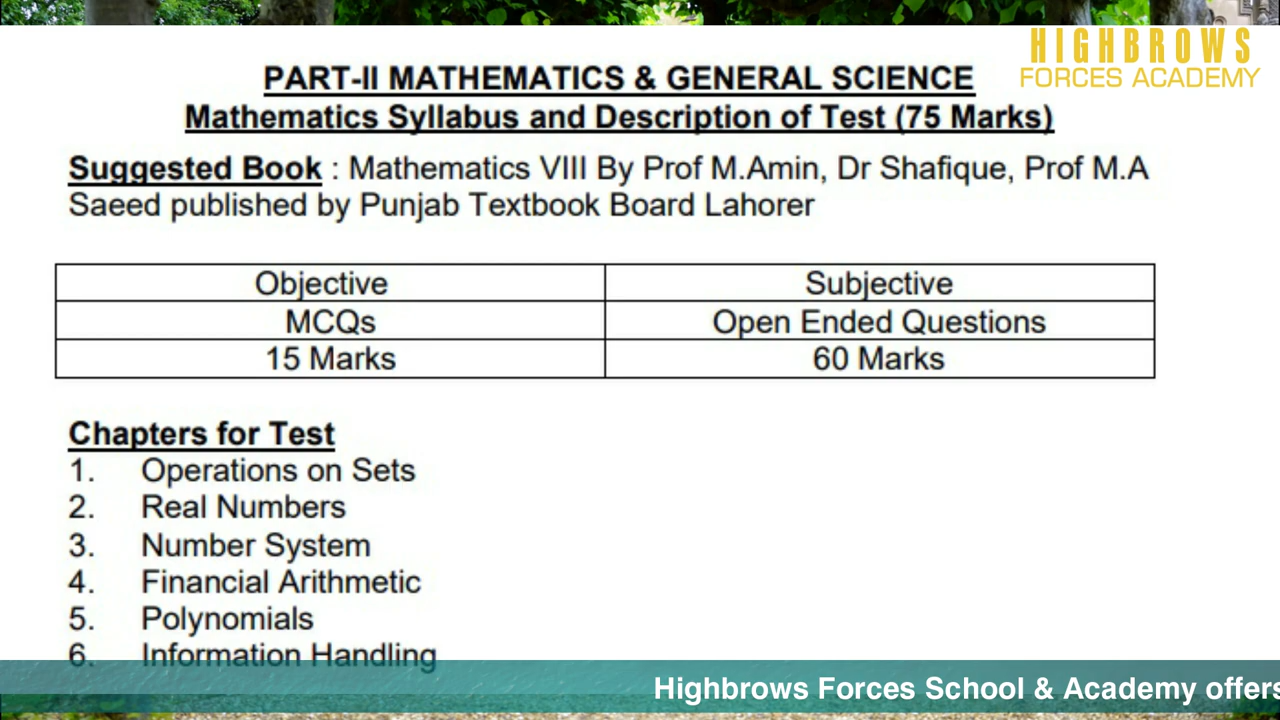 HIGHBROWS
FORCES ACADEMY
PART-II MATHEMATICS & GENERAL SCIENCE
Mathematics Syllabus and Description of Test (75 Marks)
Suggested Book : Mathematics VIII By Prof M.Amin, Dr Shafique, Prof M.A
Saeed published by Punjab Textbook Board Lahorer
Objective Subjective
MCQs Open Ended Questions
15 Marks 60 Marks
Chapters for Test
1. Operations on Sets
2. Real Numbers
3. Number System
4. Financial Arithmetic
5. Polynomials
6. Information Handling
Highbrows Forces School & Academy offers